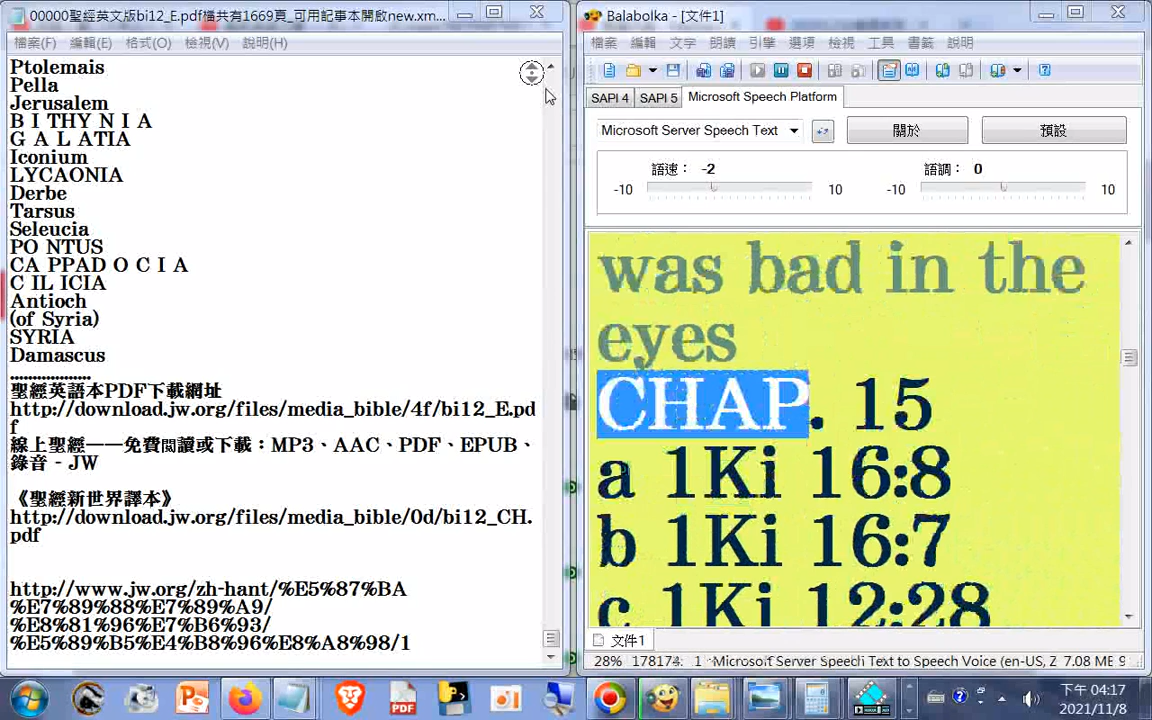 00000聖經英文版bi12_E.pdf檔共有1669頁_可用記事本開啟new.xm...
檔案(F) 編輯(E) 格式(O) 檢視(V) 說明(H)
Ptolemais
Pella
Jerusalem
B I THY N I A
G A L ATIA
Iconium
LYCAONIA
Derbe
Tarsus
Seleucia
PO NTUS
CA PPAD O C I A
C IL ICIA
Antioch
(of Syria)
SYRIA
Damascus
..................
聖經英語本PDF下載網址
http://download.jw.org/files/media_bible/4f/bi12_E.pd
f
線上聖經——免費閱讀或下載：MP3、AAC、PDF、EPUB、
錄音 - JW
《聖經新世界譯本》
http://download.jw.org/files/media_bible/0d/bi12_CH.
pdf
http://www.jw.org/zh-hant/%E5%87%BA
%E7%89%88%E7%89%A9/
%E8%81%96%E7%B6%93/
%E5%89%B5%E4%B8%96%E8%A8%98/1
Balabolka - [文件1]
檔案 編輯 文字 朗讀 引擎 選項 檢視 工具 書籤 說明
SAPI 4 SAPI 5 Microsoft Speech Platform
Microsoft Server Speech Text 關於 預設
語速： -2 語調： 0
-10 10 -10 10
was bad in the
eyes
CHAP. 15
a 1Ki 16:8
b 1Ki 16:7
c 1Ki 12:28
文件1
28% 178174: 1 Microsoft Server Speech Text to Speech Voice (en-US, Z 7.08 MB 9
PDF
下午 04:17
2021/11/8